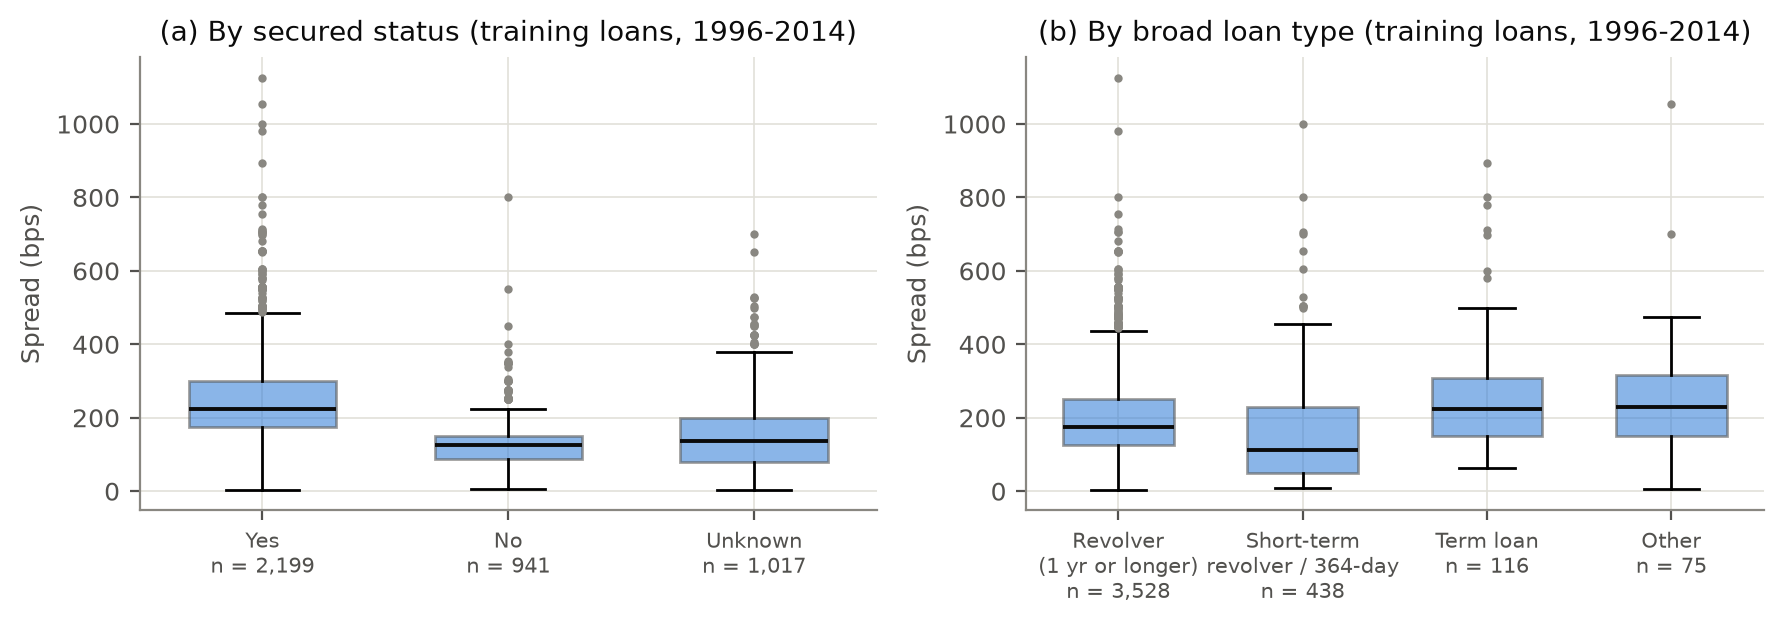 (a) By secured status (training loans, 1996-2014)
Spread (bps)
1000
800
600
400
200
0
Yes
n = 2,199
No
n = 941
Unknown
n = 1,017
(b) By broad loan type (training loans, 1996-2014)
Spread (bps)
1000
800
600
400
200
0
Revolver
(1 yr or longer)
n = 3,528
Short-term
revolver / 364-day
n = 438
Term loan
n = 116
Other
n = 75